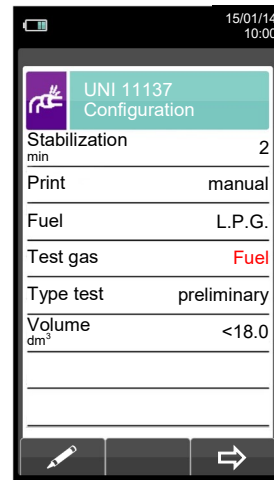 15/01/14
10:00
UNI 11137
Configuration
Stabilization
min
2
Print manual
Fuel L.P.G.
Test gas Fuel
Type test preliminary
Volume
dm³
<18.0